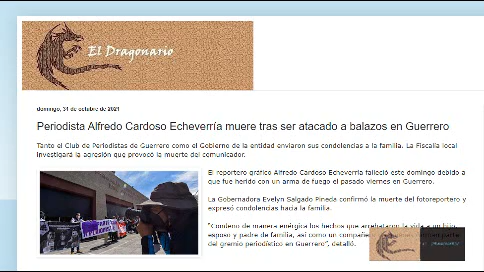 El Dragonario
domingo, 31 de octubre de 2021
Periodista Alfredo Cardoso Echeverría muere tras ser atacado a balazos en Guerrero
Tanto el Club de Periodistas de Guerrero como el Gobierno de la entidad enviaron sus condolencias a la familia. La Fiscalía local
investigará la agresión que provocó la muerte del comunicador.
El reportero gráfico Alfredo Cardoso Echeverría falleció este domingo debido a
que fue herido con un arma de fuego el pasado viernes en Guerrero.
La Gobernadora Evelyn Salgado Pineda confirmó la muerte del fotoreportero y
expresó condolencias hacia la familia.
"Condeno de manera enérgica los hechos que arrebataron la vida a un hijo,
esposo y padre de familia, así como un compañero
del gremio periodístico en Guerrero", detalló.